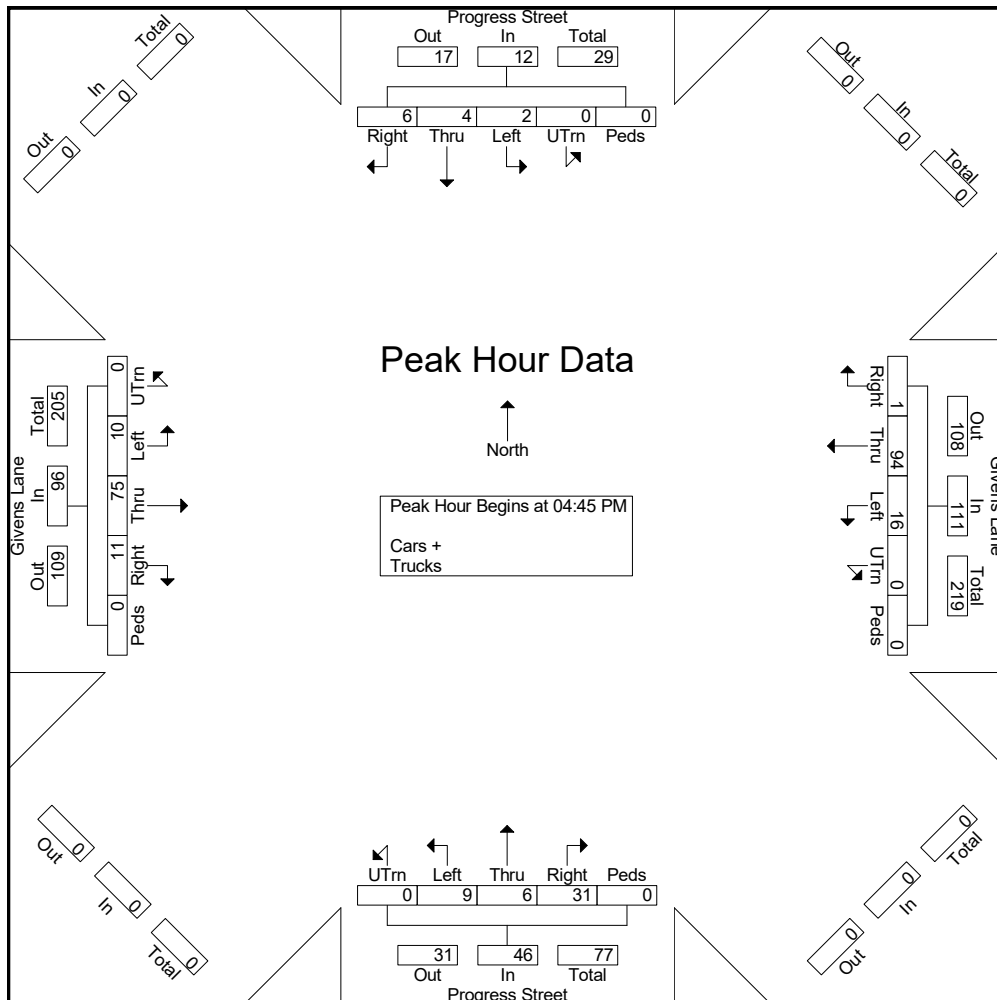 Progress Street
Out In Total
17 12 29
6 4 2 0 0
Right Thru Left UTrn Peds
Total 0
In 0
Out 0
Out 0
In 0
Total 0
Givens Lane
Total 205
In 96
Out 109
0 UTrn
10 Left
75 Thru
11 Right
0 Peds
Peak Hour Data
North
Peak Hour Begins at 04:45 PM
Cars +
Trucks
Right 1
Thru 94
Left 16
UTrn 0
Peds 0
Out 108
In 111
Total 219
Givens Lane
Out 0
In 0
Total 0
Total 0
In 0
Out 0
UTrn Left Thru Right Peds
0 9 6 31 0
31 46 77
Out In Total
Progress Street